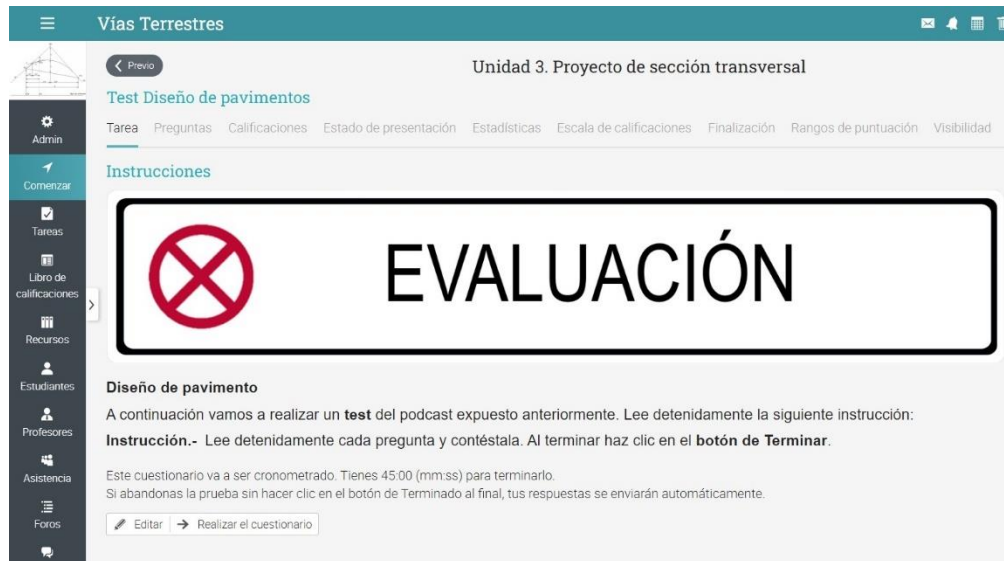 Vías Terrestres
Previo
Unidad 3. Proyecto de sección transversal
Test Diseño de pavimentos
Tarea Preguntas Calificaciones Estado de presentación Estadísticas Escala de calificaciones Finalización Rangos de puntuación Visibilidad
Admin
Comenzar
Tareas
Libro de
calificaciones
Recursos
Estudiantes
Profesores
Asistencia
Foros
Instrucciones
EVALUACIÓN
Diseño de pavimento
A continuación vamos a realizar un test del podcast expuesto anteriormente. Lee detenidamente la siguiente instrucción:
Instrucción.- Lee detenidamente cada pregunta y contéstala. Al terminar haz clic en el botón de Terminar.
Este cuestionario va a ser cronometrado. Tienes 45:00 (mm:ss) para terminarlo.
Si abandonas la prueba sin hacer clic en el botón de Terminado al final, tus respuestas se enviarán automáticamente.
Editar Realizar el cuestionario